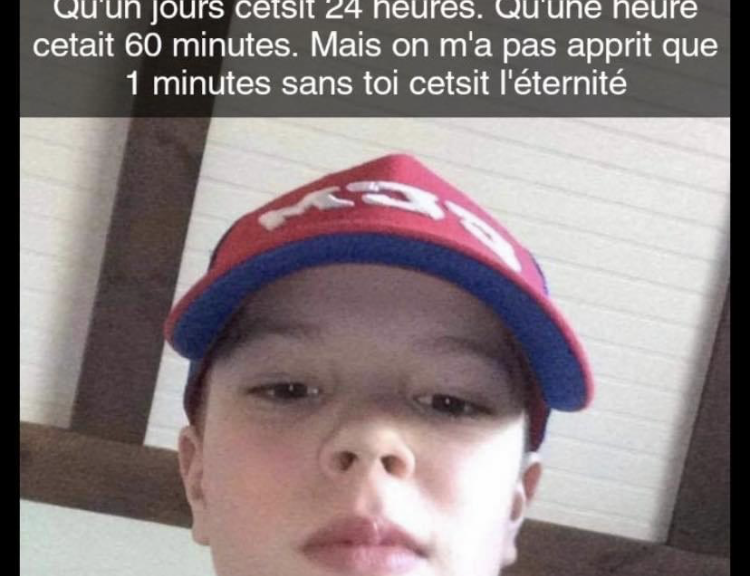 Qu'un jours cetsit 24 heures. Qu'une heure
cetait 60 minutes. Mais on m'a pas apprit que
1 minutes sans toi cetsit l'éternité